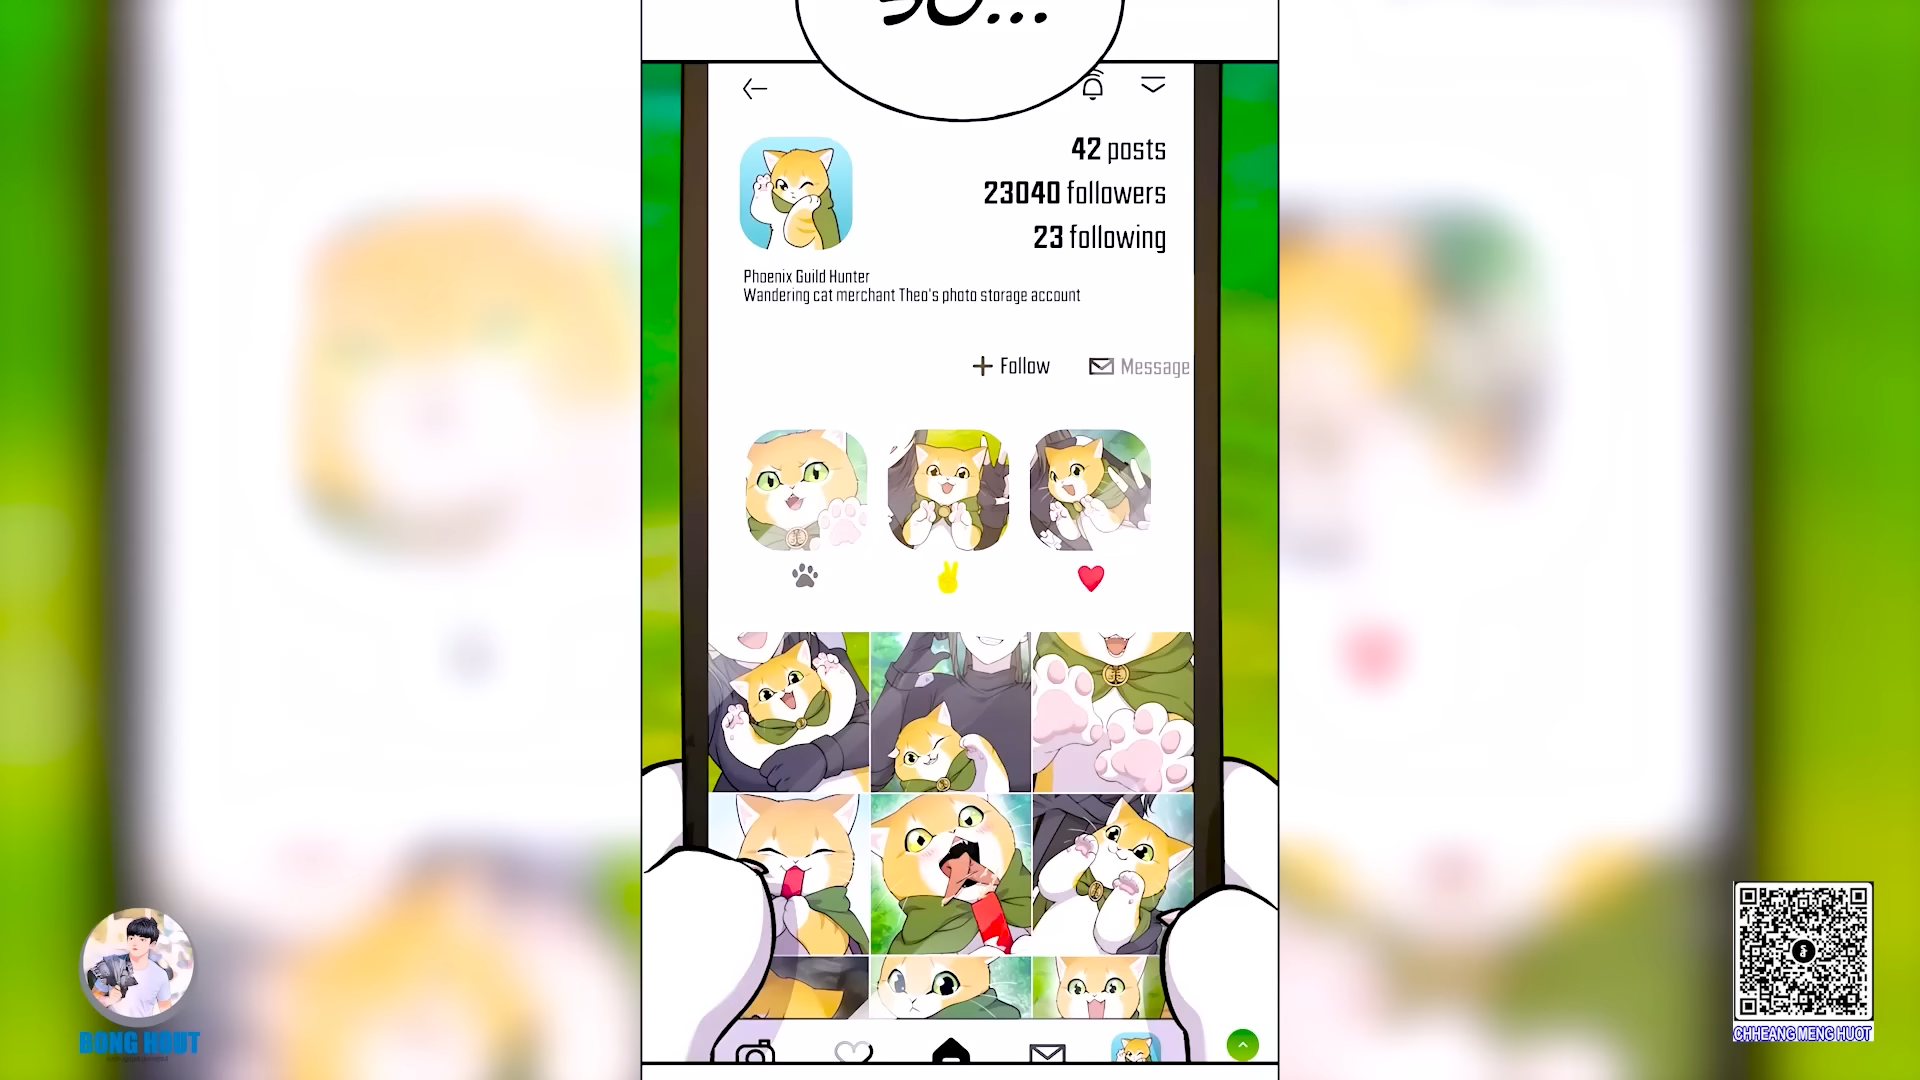 SO...
42 posts
23040 followers
23 following
Phoenix Guild Hunter
Wandering cat merchant Theo's photo storage account
Follow
Message
BONG HOUT
CHHEANG MENG HUOT